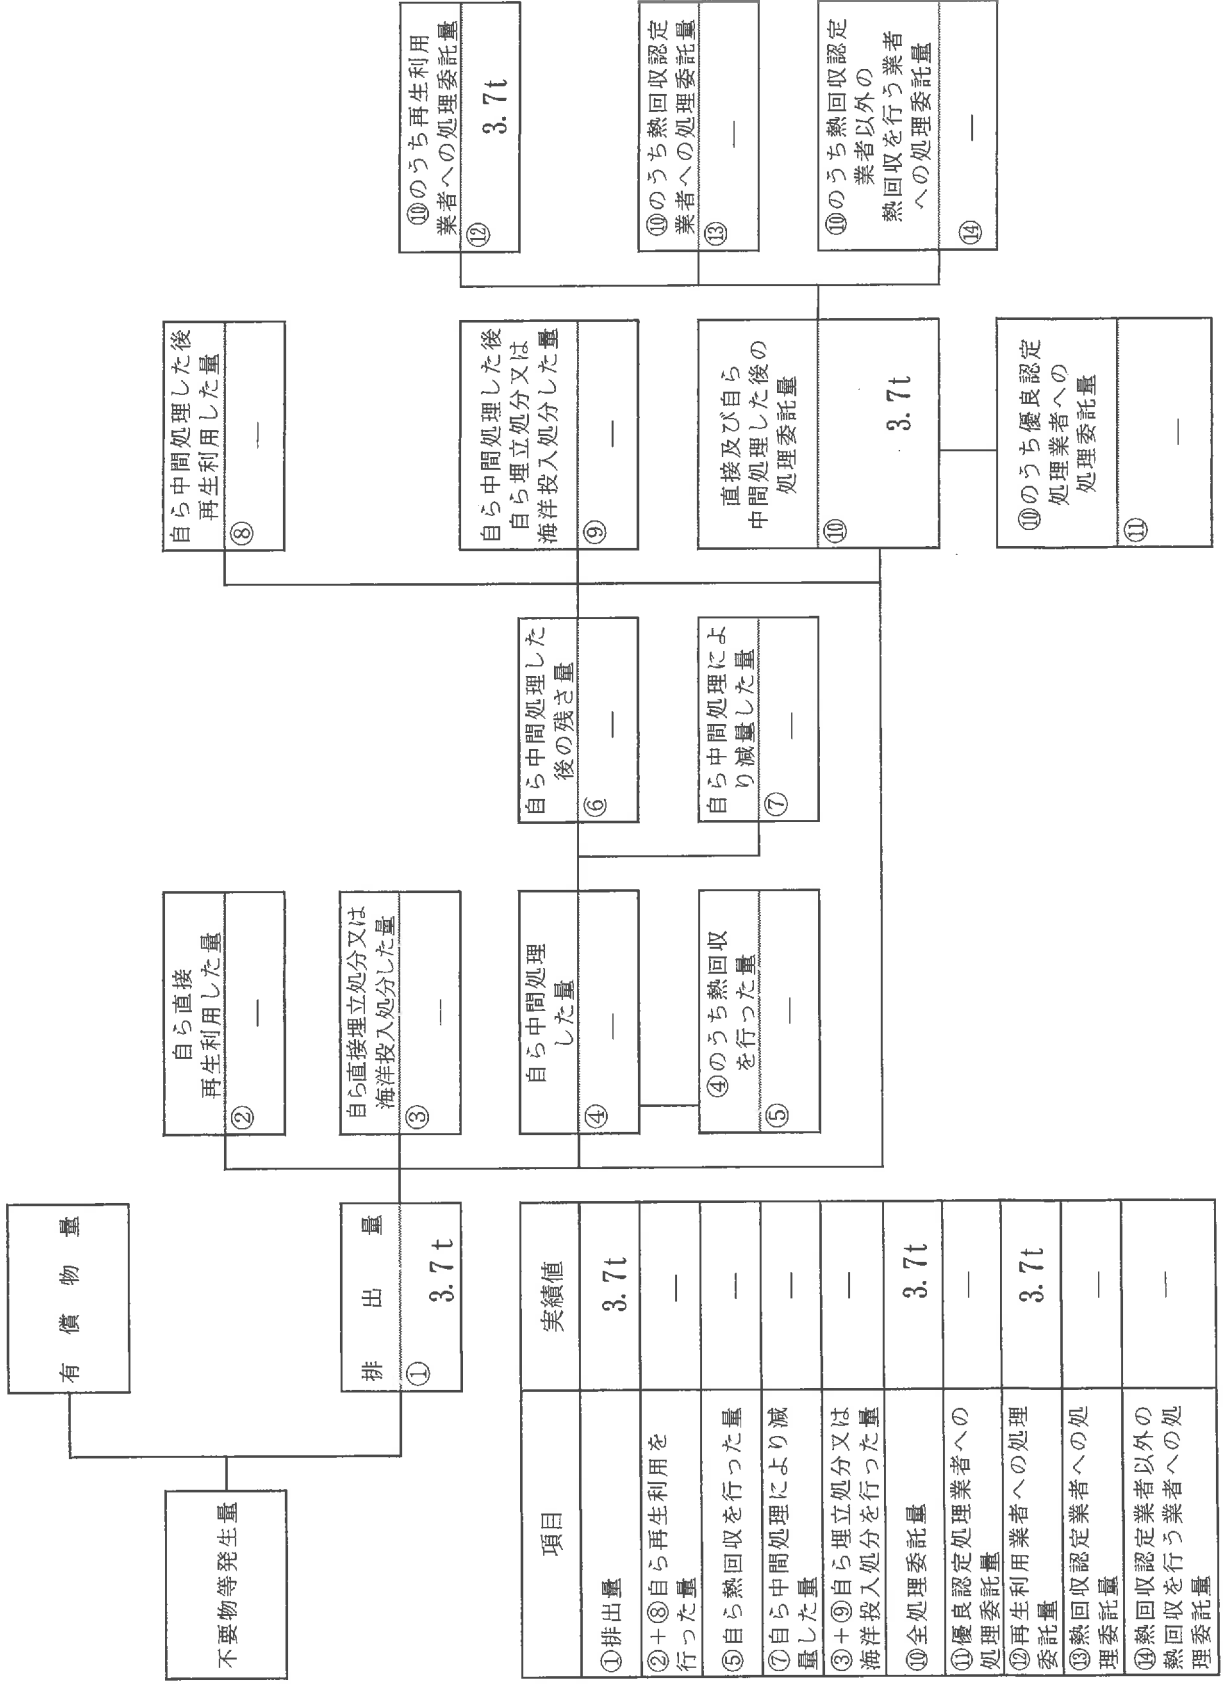 不要物等発生量
有償物量
排出量
①
3.7t
自ら直接
再生利用した量
②
—
自ら直接埋立処分又は
海洋投入処分した量
③
—
自ら中間処理
した量
④
—
④のうち熱回収
を行った量
⑤
—
自ら中間処理した
後の残さ量
⑥
—
自ら中間処理によ
り減量した量
⑦
—
自ら中間処理した後
再生利用した量
⑧
—
自ら中間処理した後
自ら埋立処分又は
海洋投入処分した量
⑨
—
直接及び自ら
中間処理した後の
処理委託量
⑩
3.7t
⑩のうち優良認定
処理業者への
処理委託量
⑪
—
⑩のうち再生利用
業者への処理委託量
⑫
3.7t
⑩のうち熱回収認定
業者への処理委託量
⑬
—
⑩のうち熱回収認定
業者以外の
熱回収を行う業者
への処理委託量
⑭
—
項目 実績値
①排出量 3.7t
②+⑧自ら再生利用を
行った量 —
⑤自ら熱回収を行った量 —
⑦自ら中間処理により減
量した量 —
③+⑨自ら埋立処分又は
海洋投入処分を行った量 —
⑩全処理委託量 3.7t
⑪優良認定処理業者への
処理委託量 —
⑫再生利用業者への処理
委託量 3.7t
⑬熱回収認定業者への処
理委託量 —
⑭熱回収認定業者以外の
熱回収を行う業者への処
理委託量 —